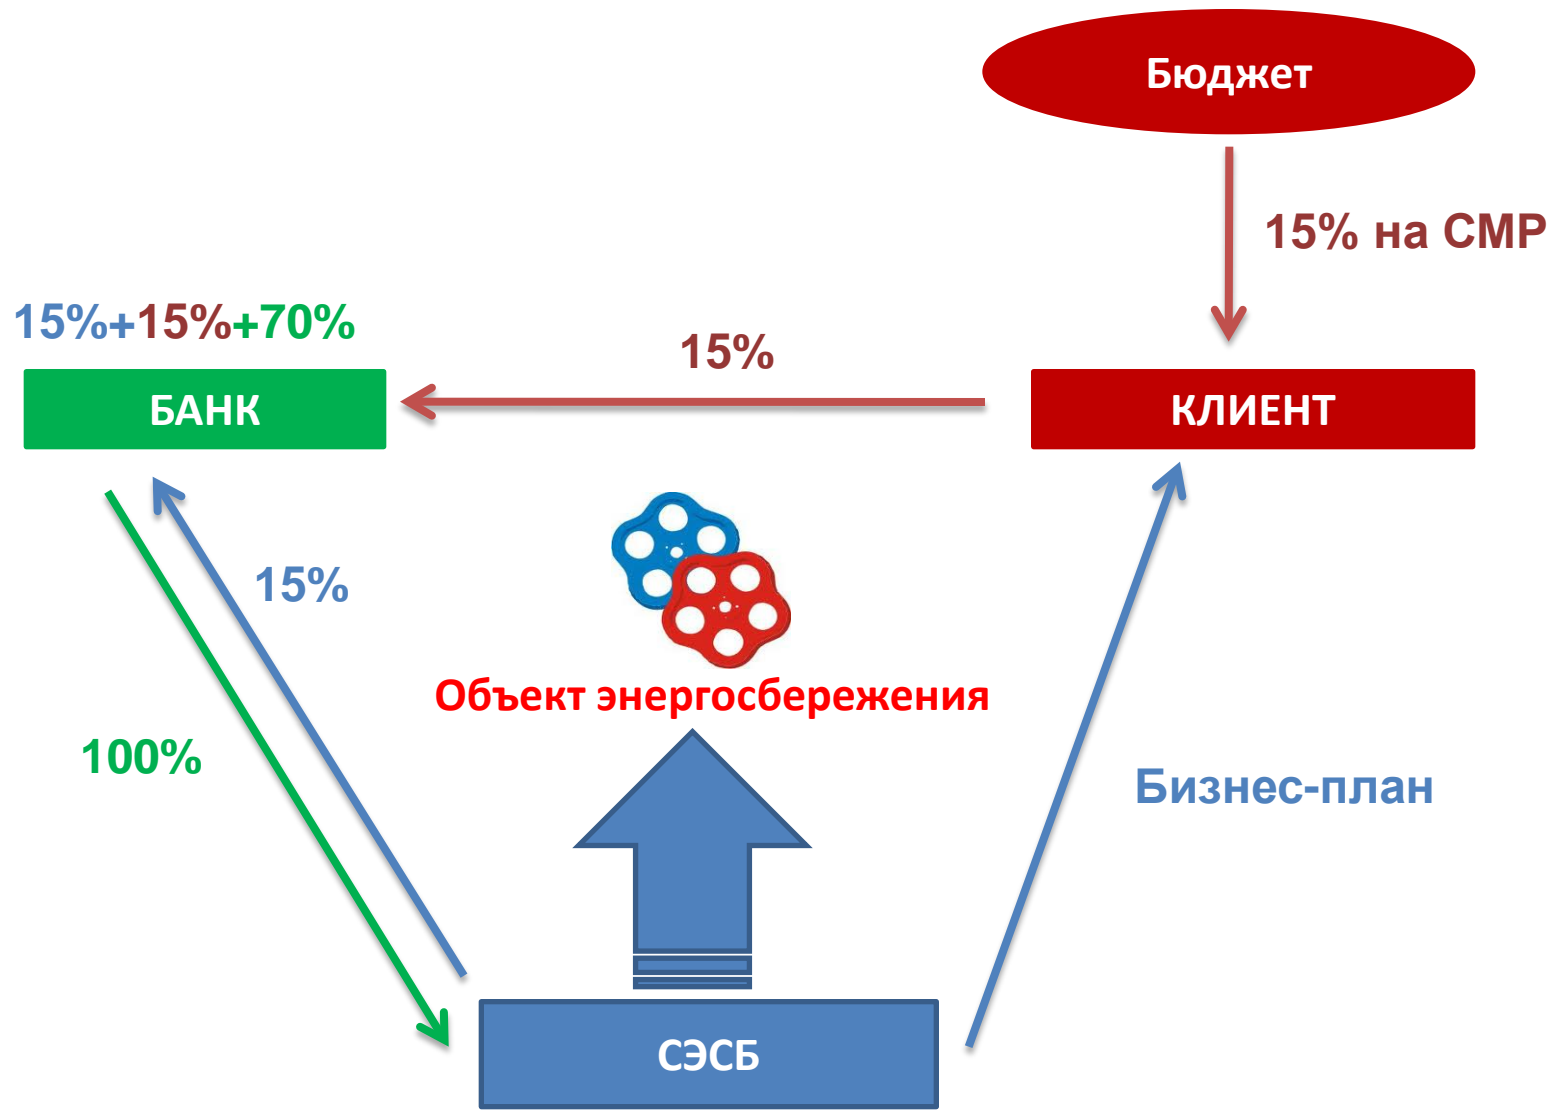 Бюджет
15% на СМР
15%+15%+70%
15%
БАНК
КЛИЕНТ
15%
Объект энергосбережения
100%
Бизнес-план
СЭСБ